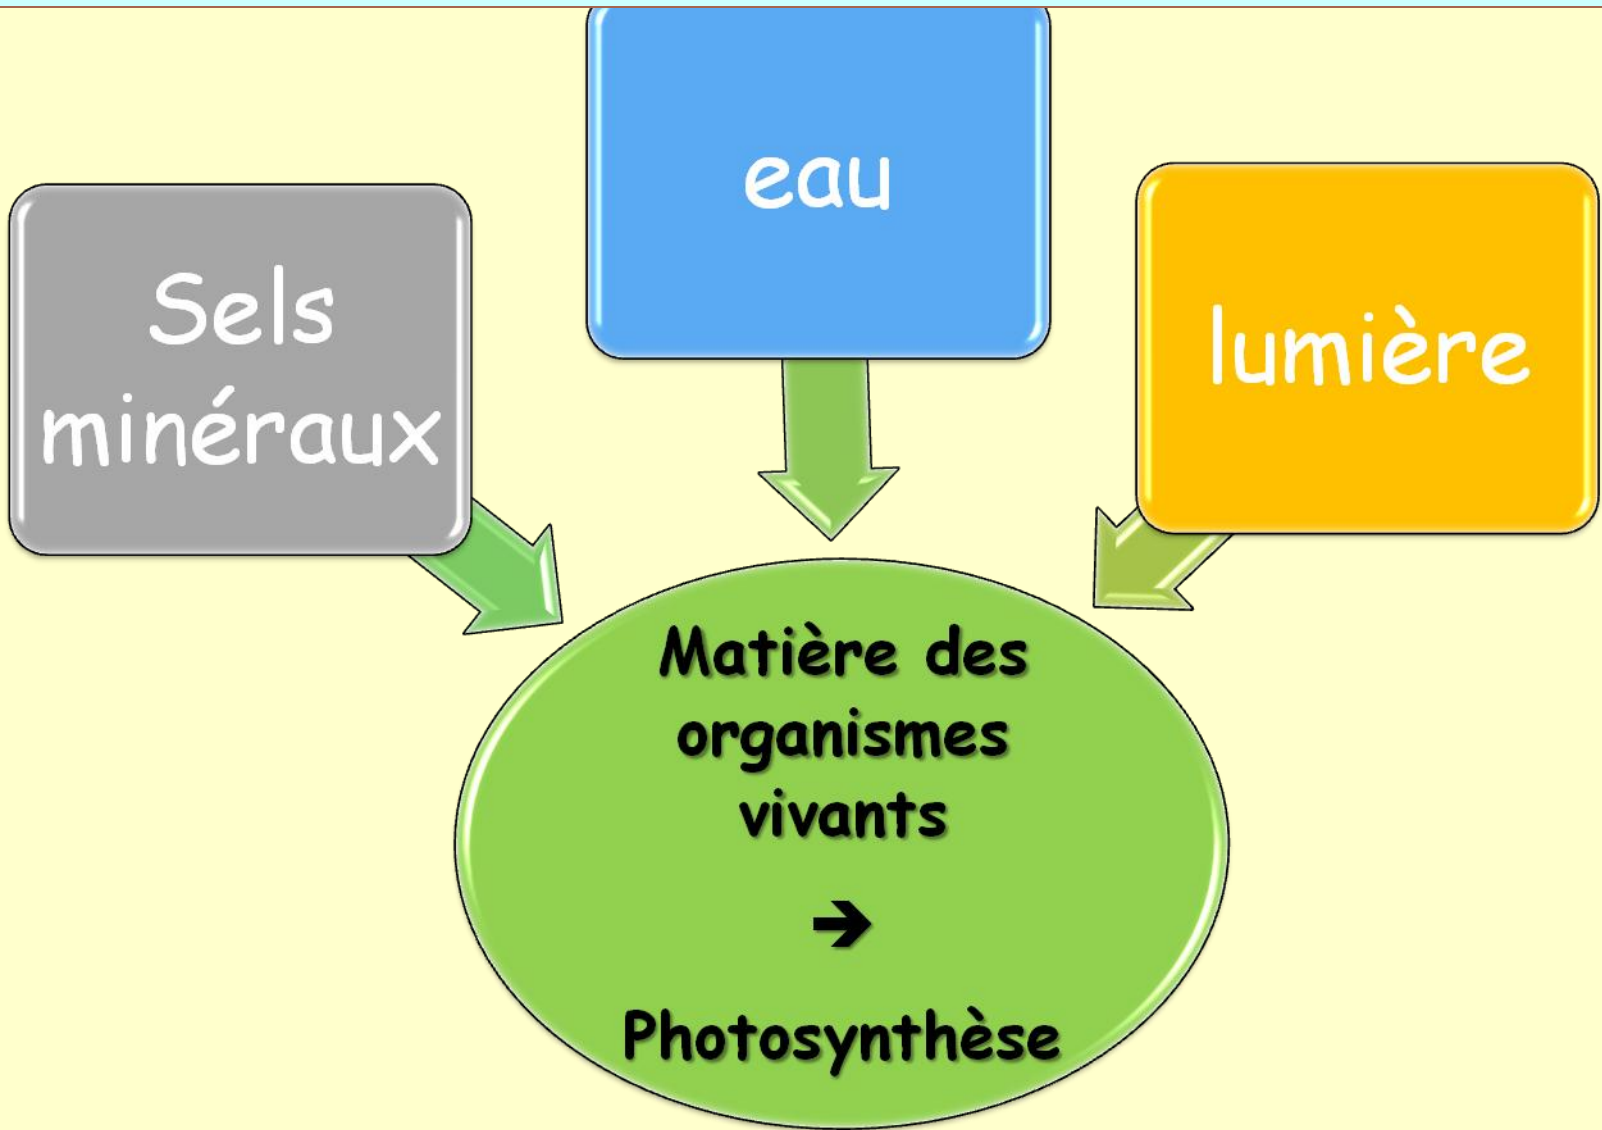 eau
Sels
minéraux
lumière
Matière des
organismes
vivants
➔
Photosynthèse